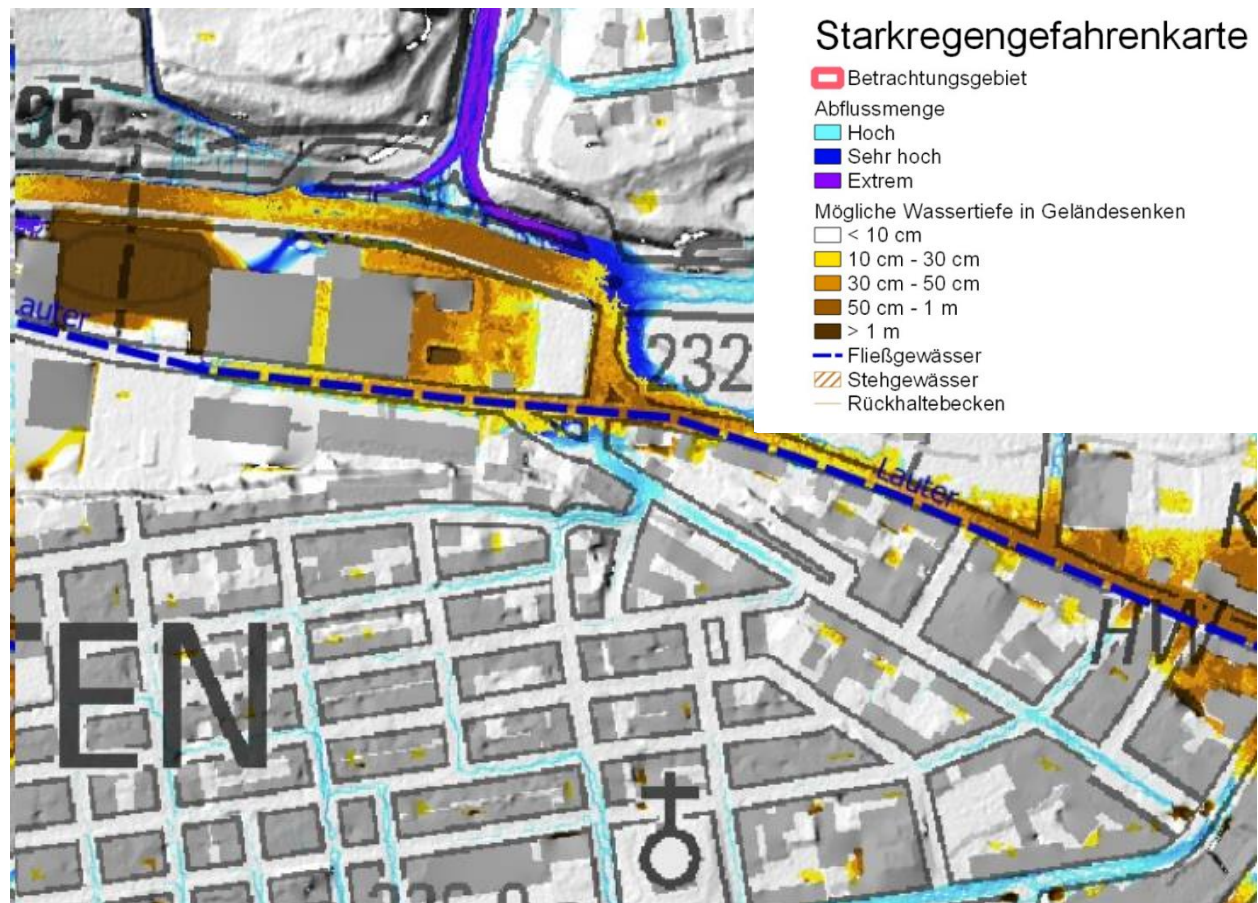 Starkregengefahrenkarte
Betrachtungsgebiet
Abflussmenge
Hoch
Sehr hoch
Extrem
Mögliche Wassertiefe in Geländesenken
< 10 cm
10 cm - 30 cm
30 cm - 50 cm
50 cm - 1 m
> 1 m
Fließgewässer
Stehgewässer
Rückhaltebecken
95
Lauter
232
Lauter
K
HW
TEN